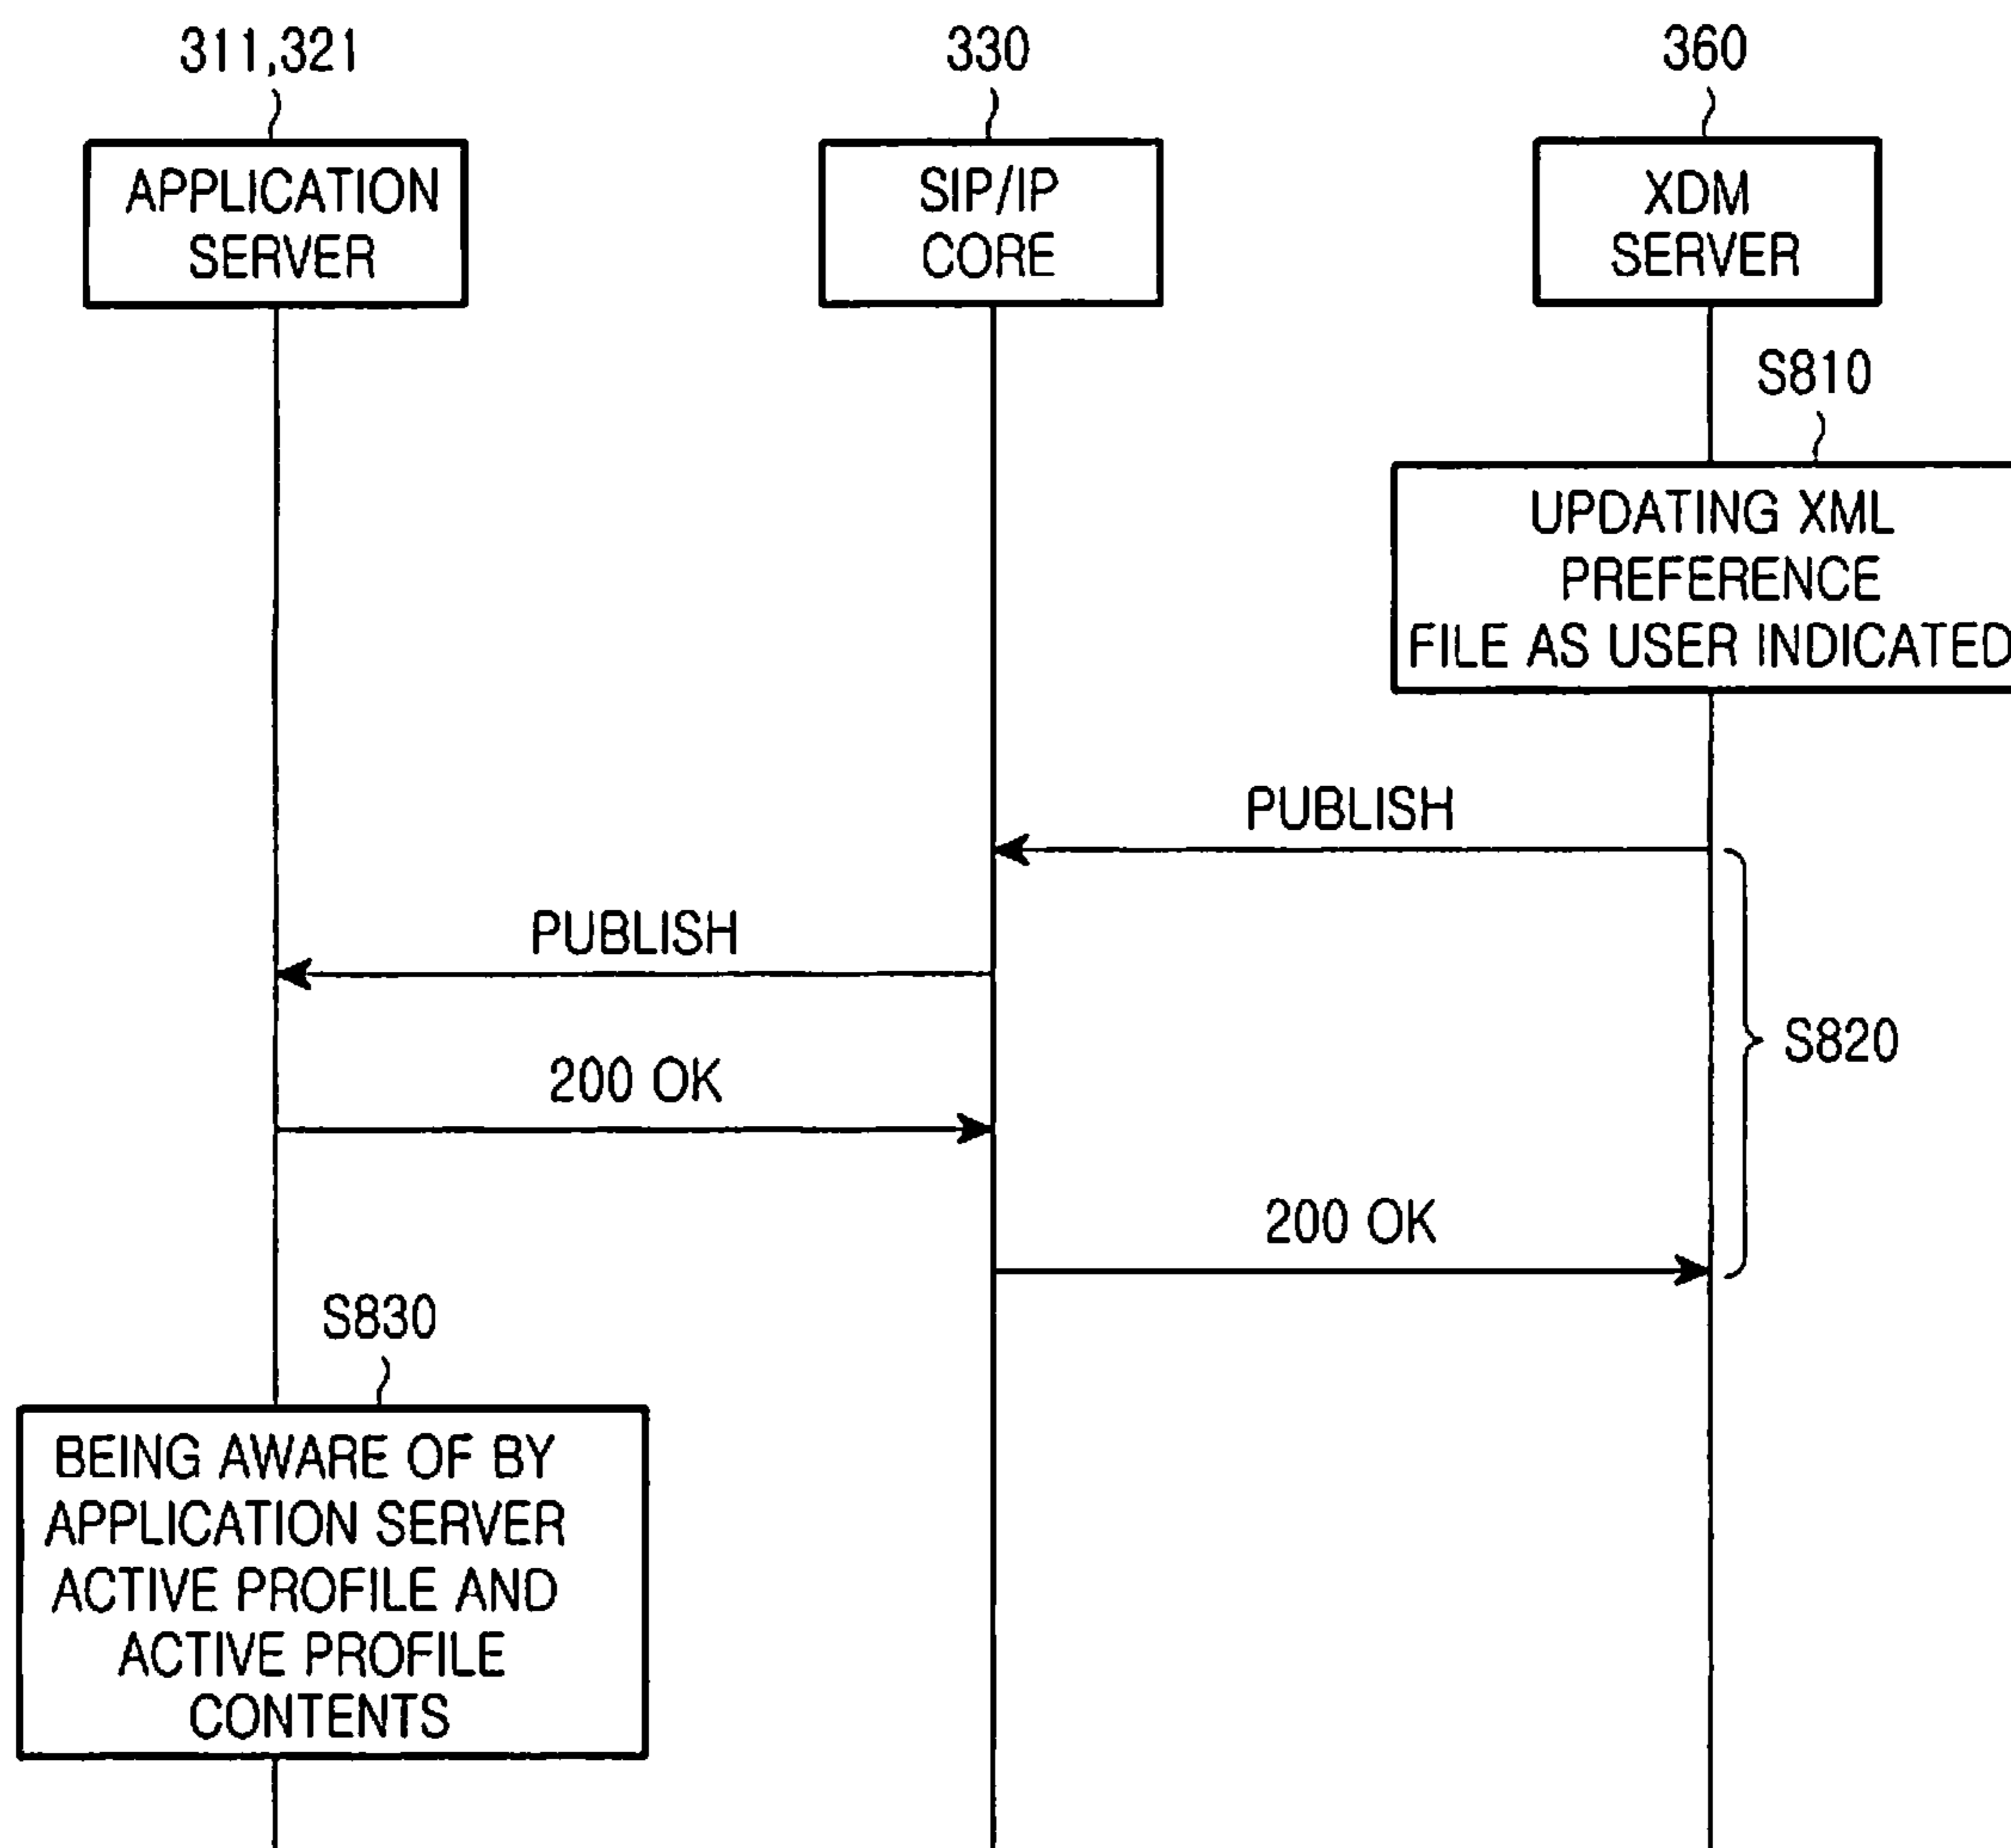 311,321
330
360
APPLICATION
SERVER
SIP/IP
CORE
XDM
SERVER
S810
UPDATING XML
PREFERENCE
FILE AS USER INDICATED
PUBLISH
PUBLISH
S820
200 OK
200 OK
S830
BEING AWARE OF BY
APPLICATION SERVER
ACTIVE PROFILE AND
ACTIVE PROFILE
CONTENTS